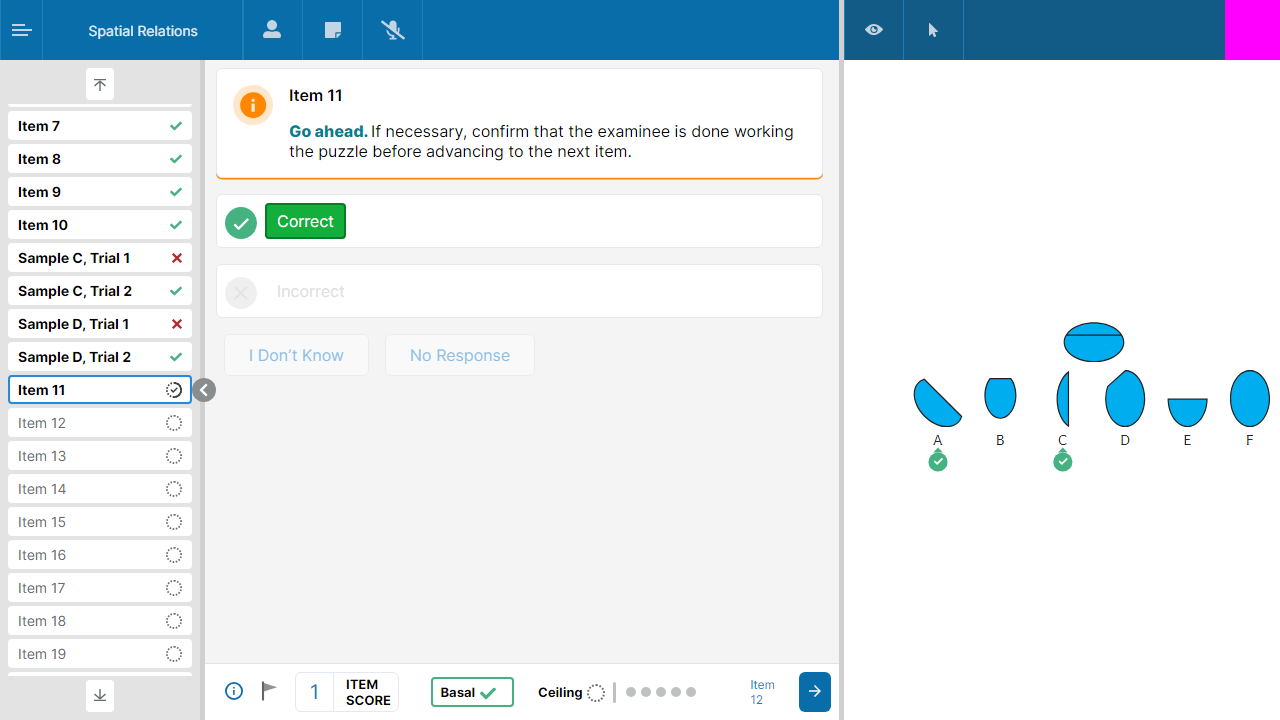 Spatial Relations
Item 7
Item 8
Item 9
Item 10
Sample C, Trial 1
Sample C, Trial 2
Sample D, Trial 1
Sample D, Trial 2
Item 11
Item 12
Item 13
Item 14
Item 15
Item 16
Item 17
Item 18
Item 19
Item 11
Go ahead. If necessary, confirm that the examinee is done working
the puzzle before advancing to the next item.
Correct
Incorrect
I Don't Know
No Response
1
ITEM
SCORE
Basal
Ceiling
Item
12
A B C D E F